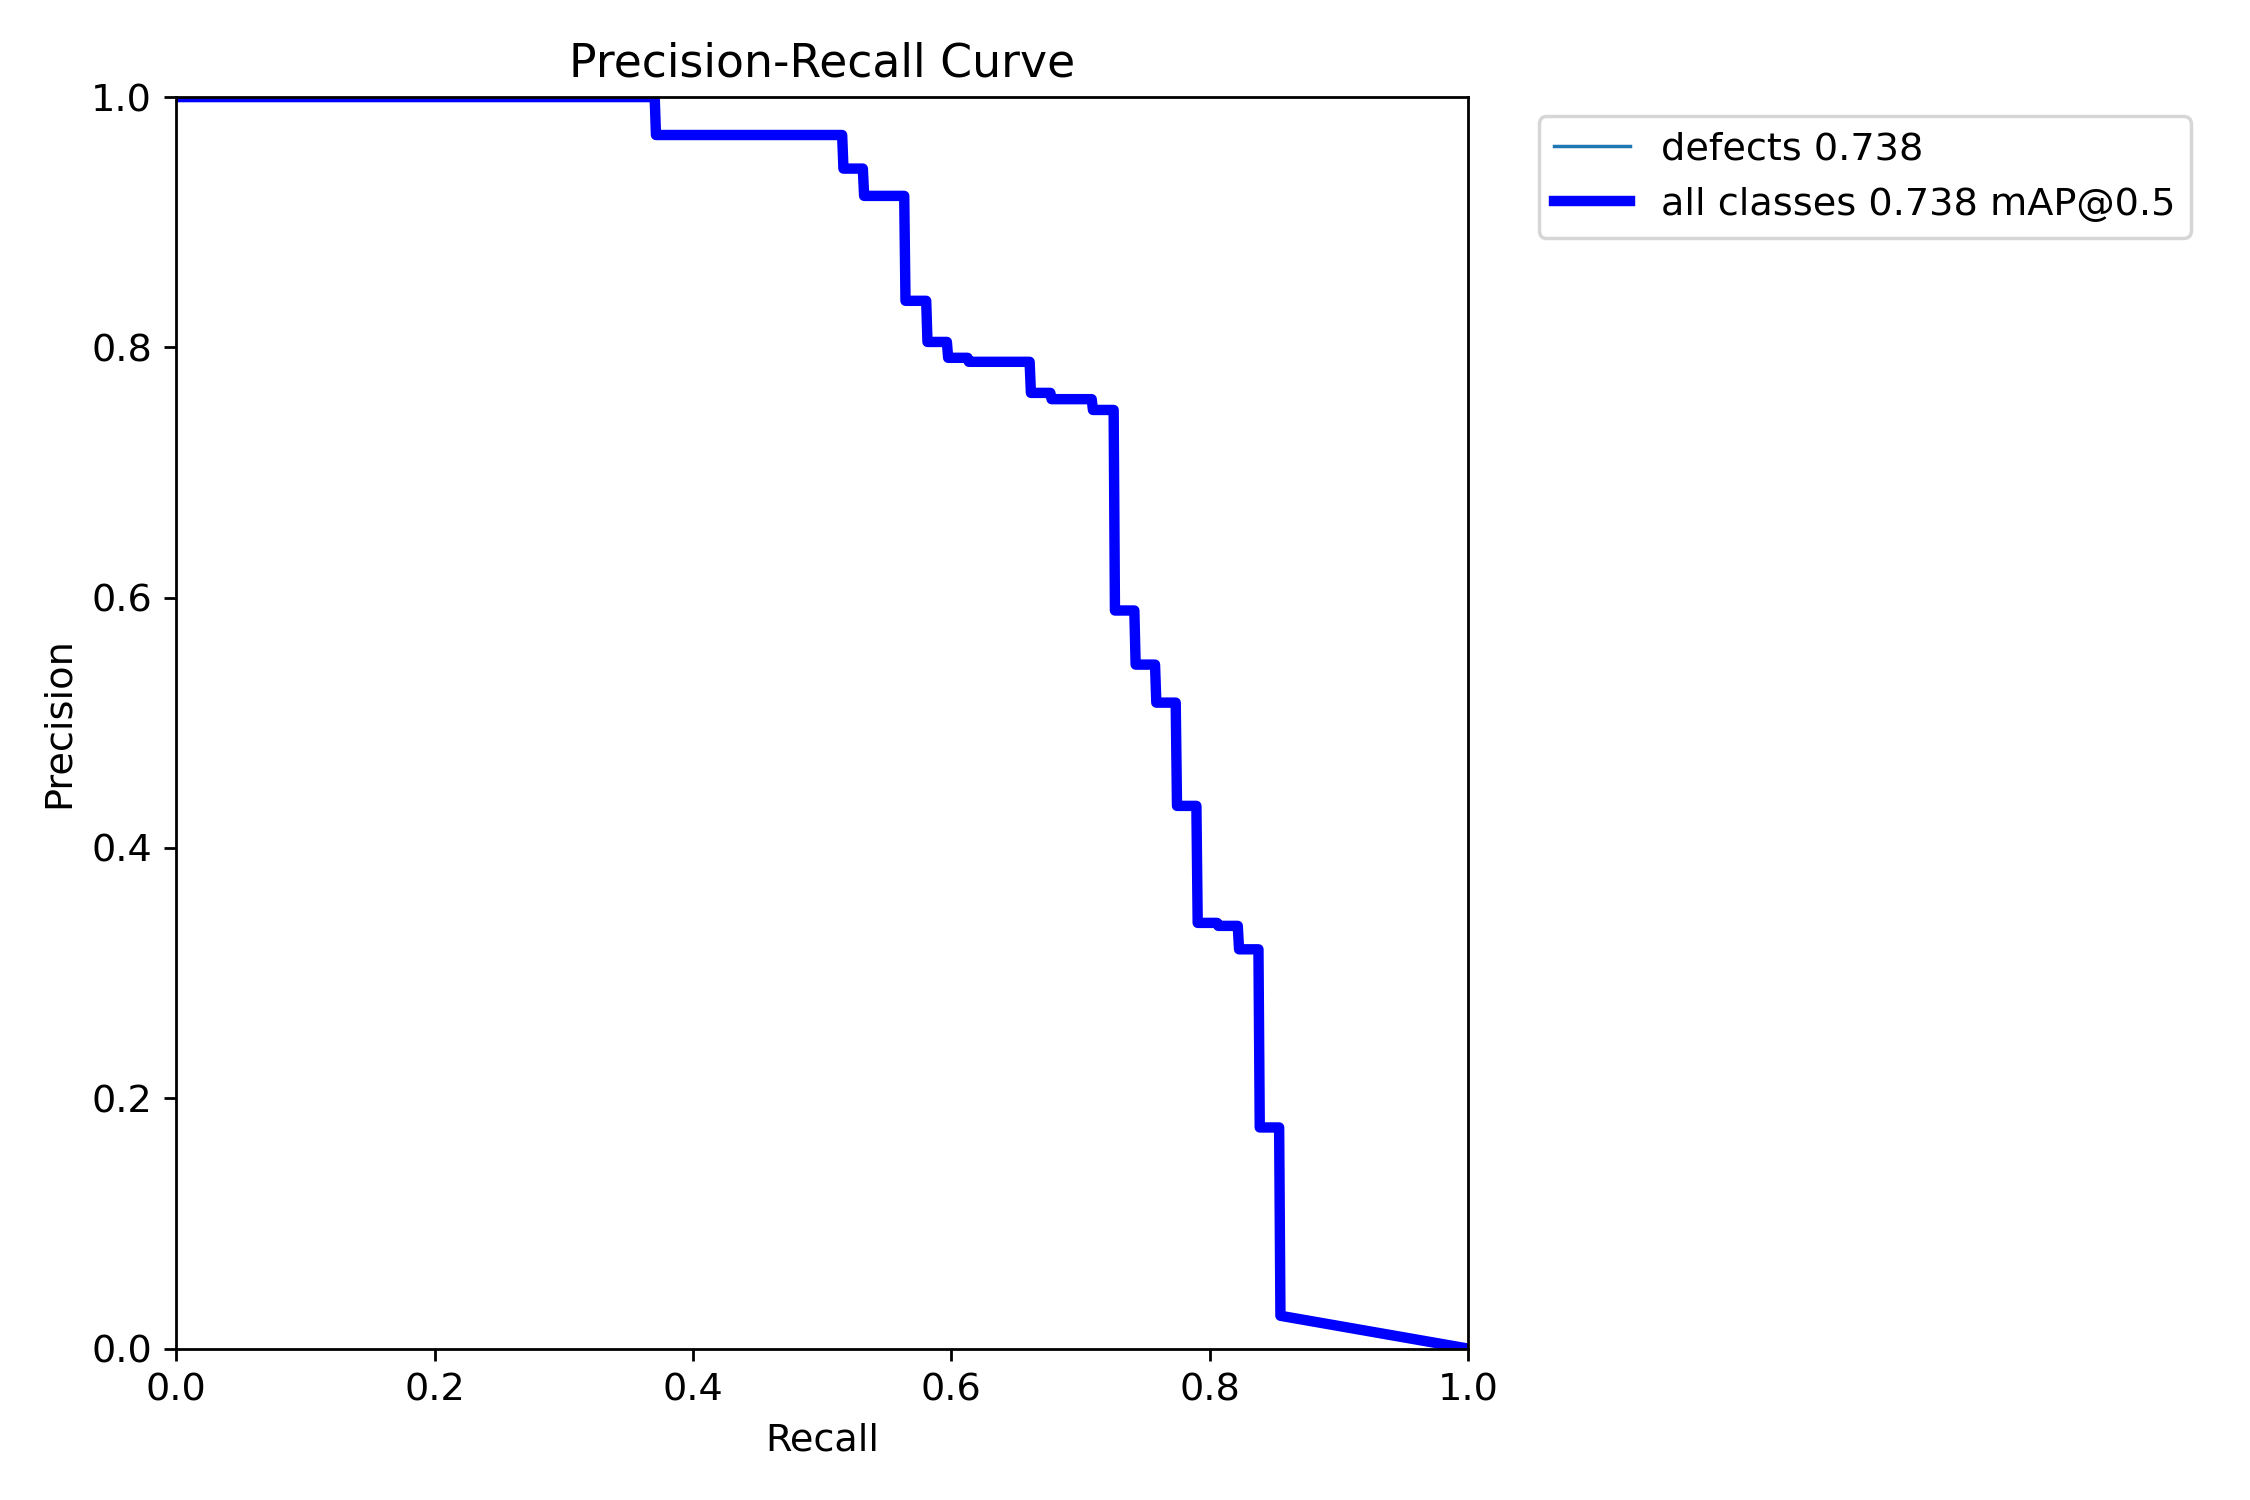 Precision-Recall Curve
1.0
0.8
0.6
0.4
0.2
0.0
Precision
0.0 0.2 0.4 0.6 0.8 1.0
Recall
defects 0.738
all classes 0.738 mAP@0.5